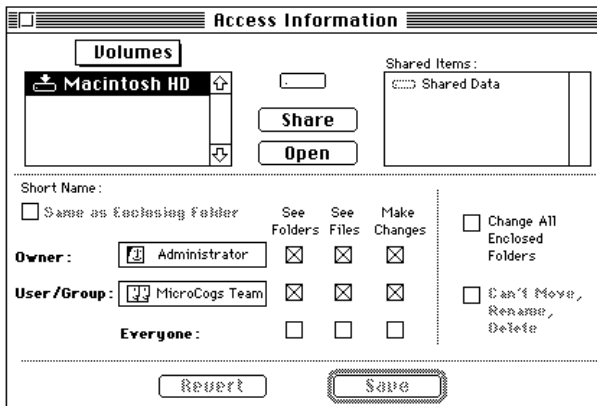 Access Information
Volumes
Macintosh HD
Share
Open
Shared Items:
Shared Data
Short Name:
Same as Enclosing Folder
See Folders
See Files
Make Changes
Owner: Administrator
User/Group: MicroCogs Team
Everyone:
Change All
Enclosed
Folders
Can't Move,
Rename,
Delete
Revert
Save